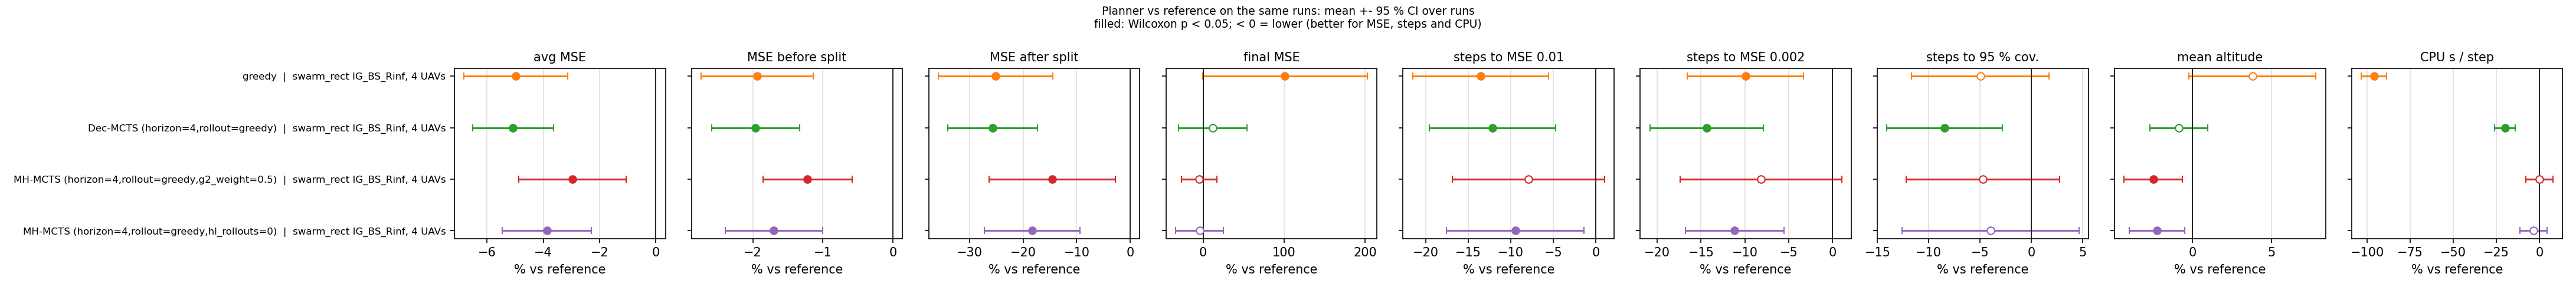 Planner vs reference on the same runs: mean +- 95 % CI over runs
filled: Wilcoxon p < 0.05; < 0 = lower (better for MSE, steps and CPU)
avg MSE
MSE before split
MSE after split
final MSE
steps to MSE 0.01
steps to MSE 0.002
steps to 95 % cov.
mean altitude
CPU s / step
greedy | swarm_rect IG_BS_Rinf, 4 UAVs
Dec-MCTS (horizon=4,rollout=greedy) | swarm_rect IG_BS_Rinf, 4 UAVs
MH-MCTS (horizon=4,rollout=greedy,g2_weight=0.5) | swarm_rect IG_BS_Rinf, 4 UAVs
MH-MCTS (horizon=4,rollout=greedy,hl_rollouts=0) | swarm_rect IG_BS_Rinf, 4 UAVs
−6 −4 −2 0
−2 −1 0
−30 −20 −10 0
0 100 200
−20 −15 −10 −5 0
−20 −15 −10 −5 0
−15 −10 −5 0 5
0 5
−100 −75 −50 −25 0
% vs reference
% vs reference
% vs reference
% vs reference
% vs reference
% vs reference
% vs reference
% vs reference
% vs reference